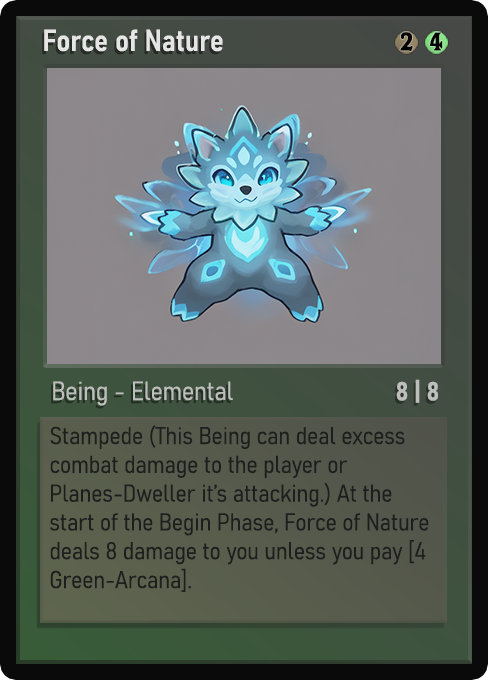 Force of Nature 2 4
Being - Elemental 8 | 8
Stampede (This Being can deal excess
combat damage to the player or
Planes-Dweller it's attacking.) At the
start of the Begin Phase, Force of Nature
deals 8 damage to you unless you pay [4
Green-Arcana].